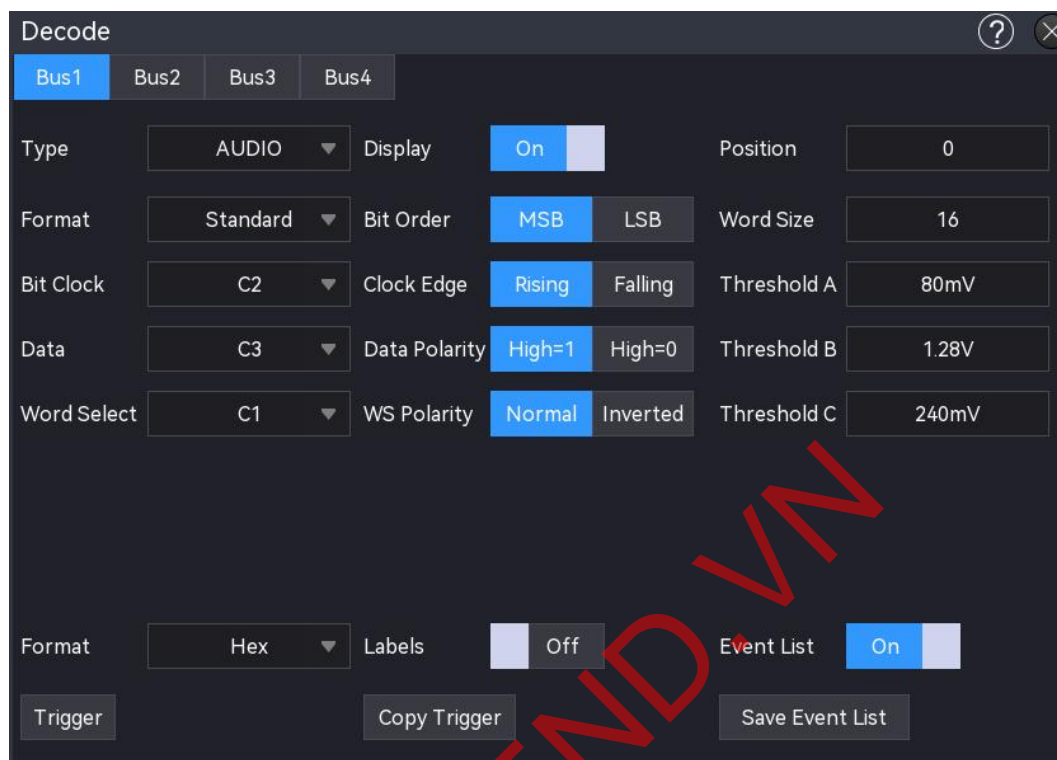 Decode ?
Bus1 Bus2 Bus3 Bus4
Type AUDIO Display On Position 0
Format Standard Bit Order MSB LSB Word Size 16
Bit Clock C2 Clock Edge Rising Falling Threshold A 80mV
Data C3 Data Polarity High=1 High=0 Threshold B 1.28V
Word Select C1 WS Polarity Normal Inverted Threshold C 240mV
Format Hex Labels Off Event List On
Trigger Copy Trigger Save Event List
ND.VN